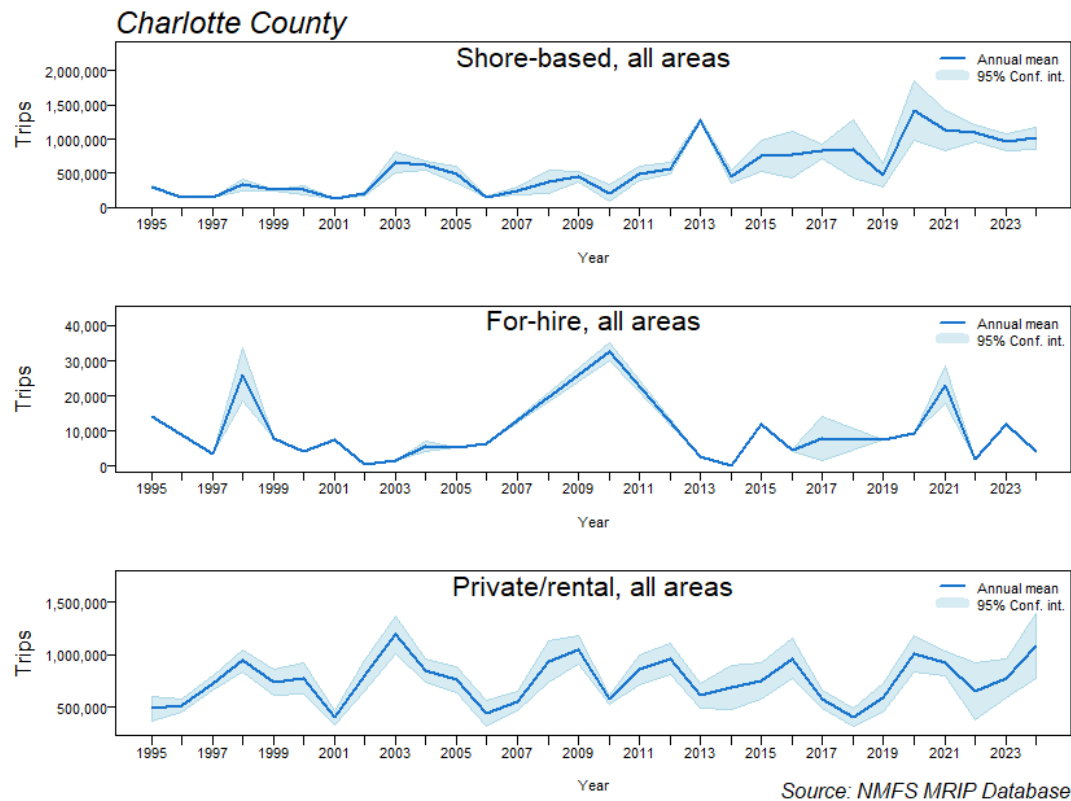 Charlotte County
Shore-based, all areas
Annual mean
95% Conf. int.
Trips
2,000,000
1,500,000
1,000,000
500,000
0
1995 1997 1999 2001 2003 2005 2007 2009 2011 2013 2015 2017 2019 2021 2023
Year
For-hire, all areas
Annual mean
95% Conf. int.
Trips
40,000
30,000
20,000
10,000
0
1995 1997 1999 2001 2003 2005 2007 2009 2011 2013 2015 2017 2019 2021 2023
Year
Private/rental, all areas
Annual mean
95% Conf. int.
Trips
1,500,000
1,000,000
500,000
1995 1997 1999 2001 2003 2005 2007 2009 2011 2013 2015 2017 2019 2021 2023
Year
Source: NMFS MRIP Database